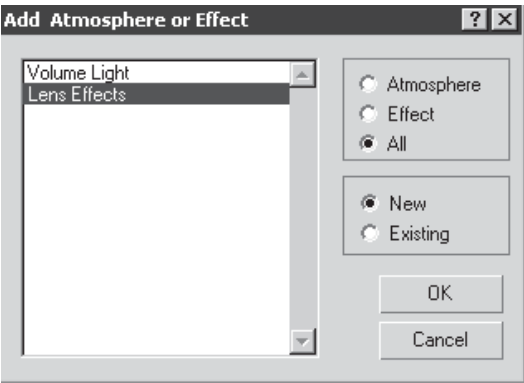 Add Atmosphere or Effect
Volume Light
Lens Effects
Atmosphere
Effect
All
New
Existing
OK
Cancel